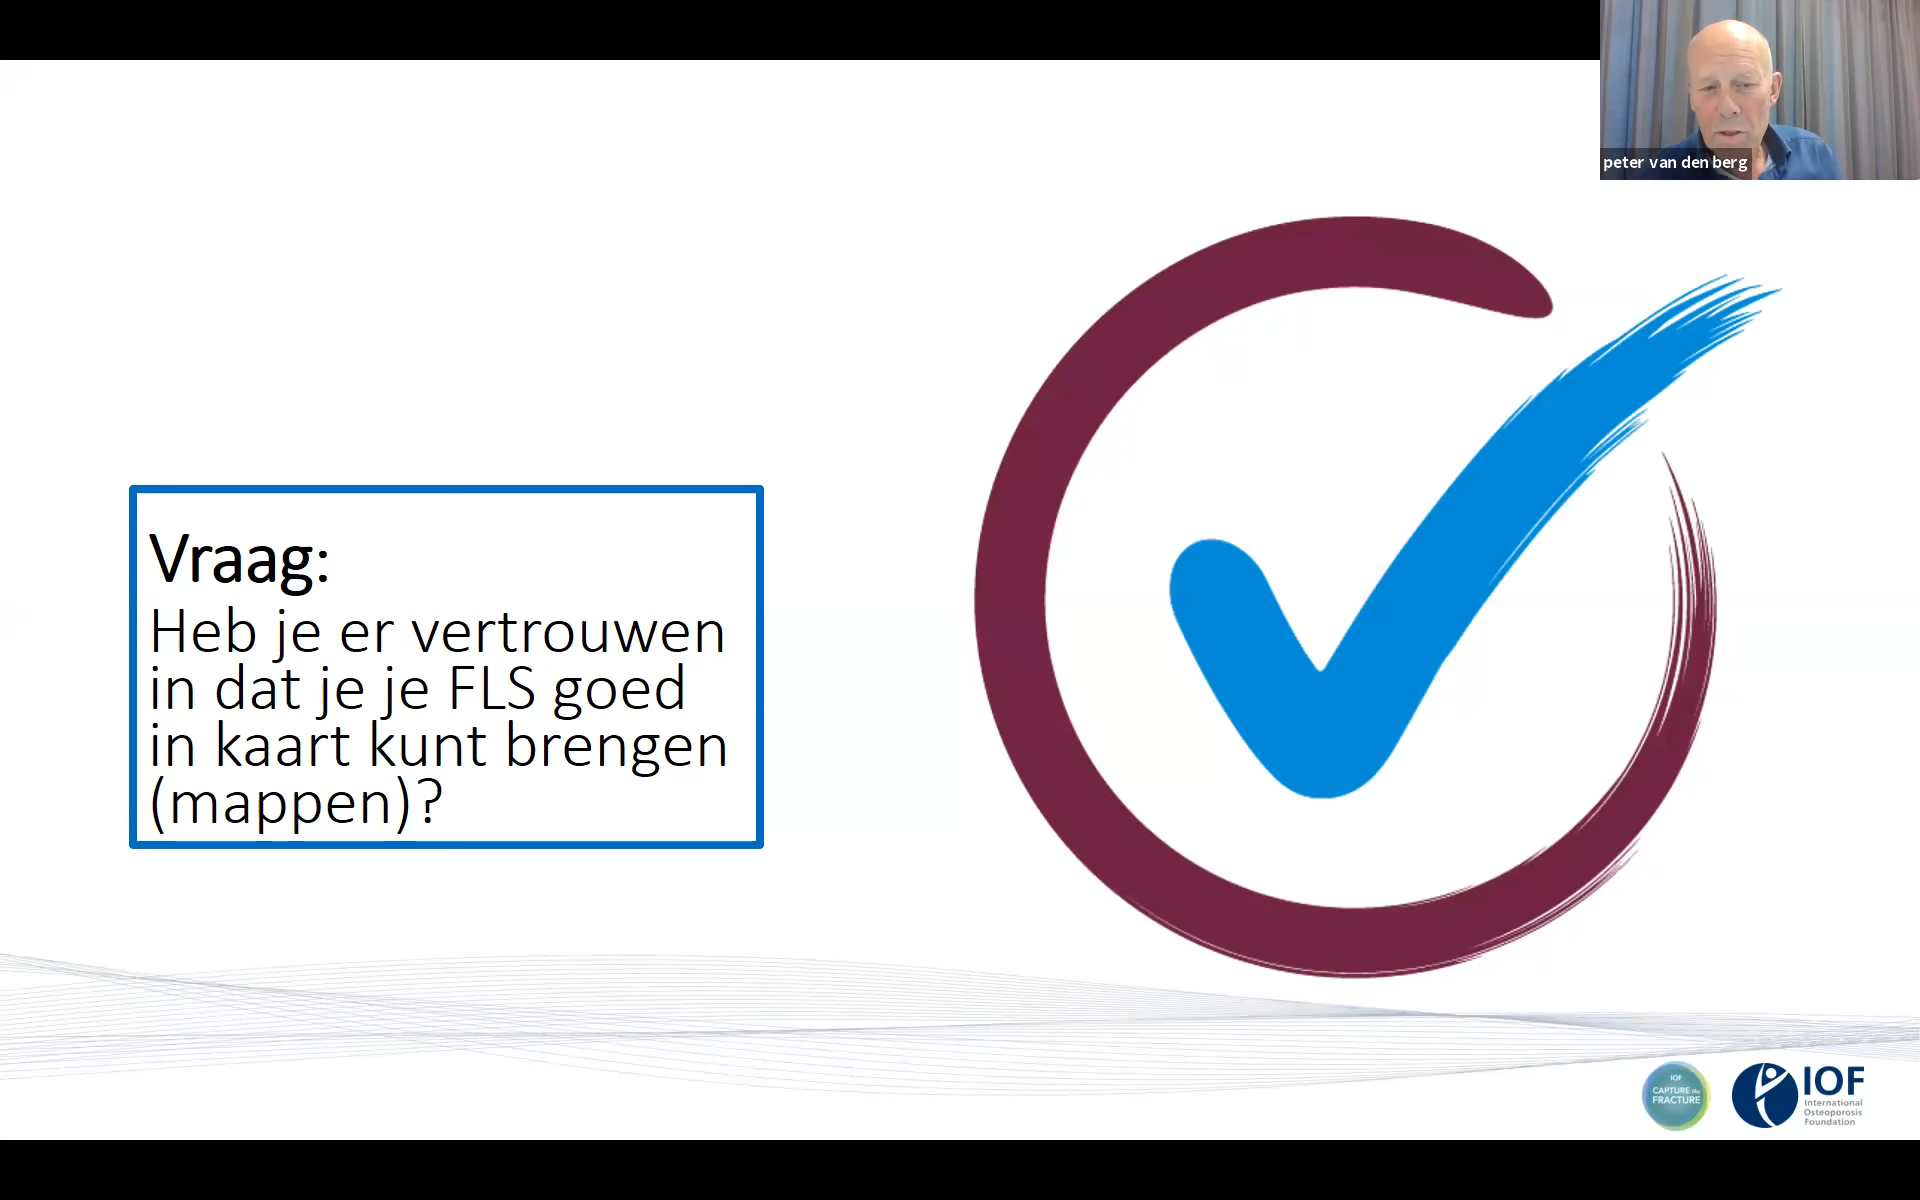 peter van den berg
Vraag:
Heb je er vertrouwen
in dat je je FLS goed
in kaart kunt brengen
(mappen)?
IOF
CAPTURE the
FRACTURE
IOF
International
Osteoporosis
Foundation